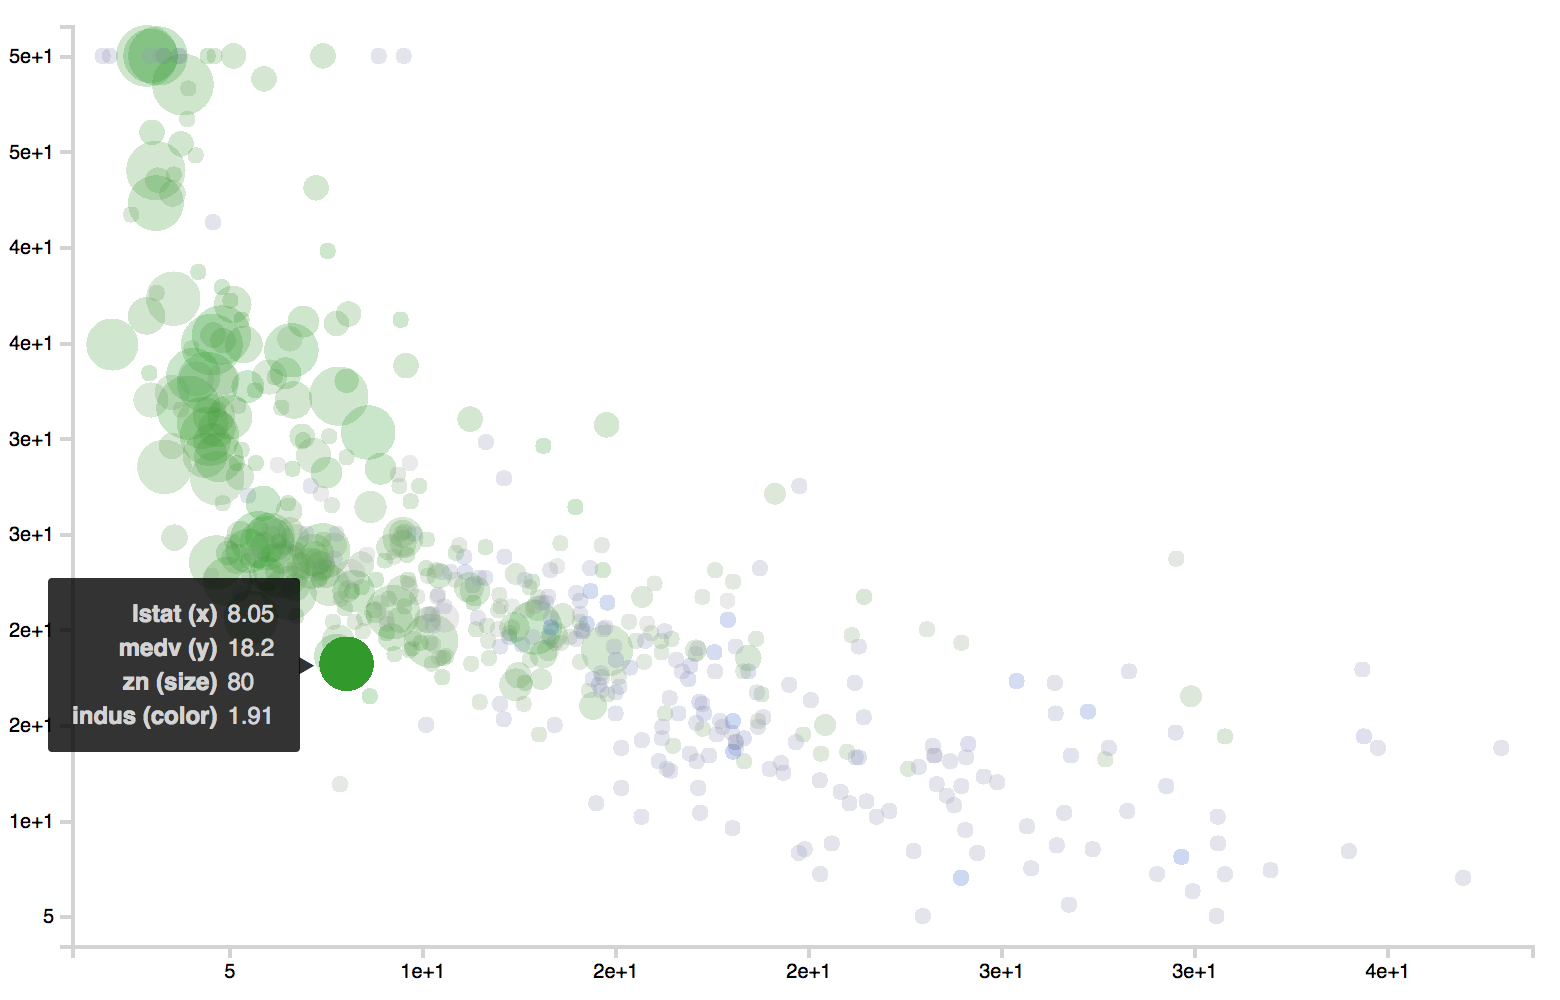 5e+1
5e+1
4e+1
4e+1
3e+1
3e+1
2e+1
2e+1
1e+1
5
lstat (x) 8.05
medv (y) 18.2
zn (size) 80
indus (color) 1.91
5 1e+1 2e+1 2e+1 3e+1 3e+1 4e+1